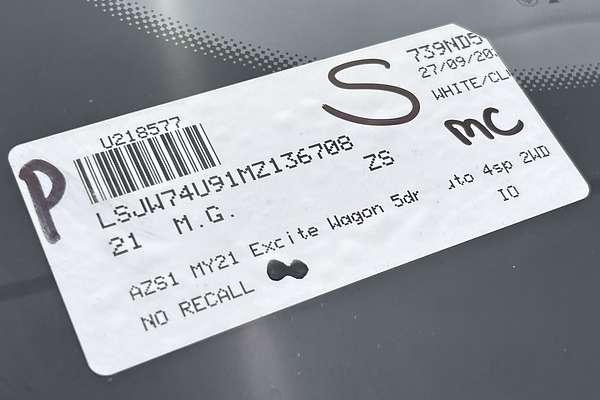 U218577
P
S
739ND5
27/09/20
WHITE/CL
MC
LSJW74U91MZ136708
21 M.G. ZS
AZS1 MY21 Excite Wagon 5dr uto 4sp 2WD
NO RECALL IO